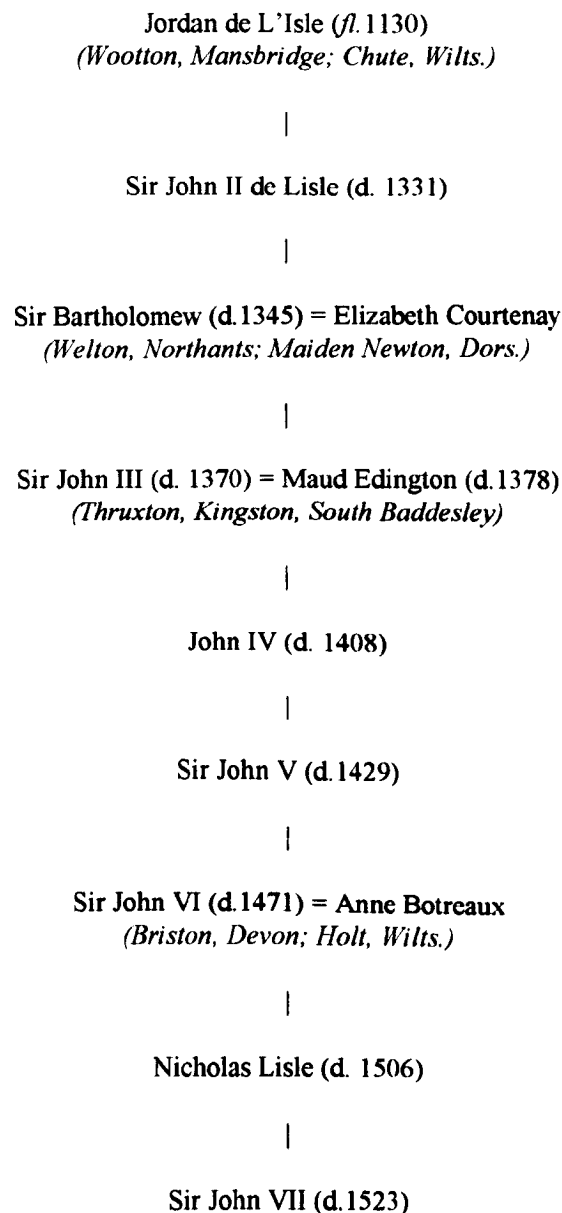 Jordan de L'Isle (fl. 1130)
(Wootton, Mansbridge; Chute, Wilts.)
|
Sir John II de Lisle (d. 1331)
|
Sir Bartholomew (d.1345) = Elizabeth Courtenay
(Welton, Northants; Maiden Newton, Dors.)
|
Sir John III (d. 1370) = Maud Edington (d.1378)
(Thruxton, Kingston, South Baddesley)
|
John IV (d. 1408)
|
Sir John V (d.1429)
|
Sir John VI (d.1471) = Anne Botreaux
(Briston, Devon; Holt, Wilts.)
|
Nicholas Lisle (d. 1506)
|
Sir John VII (d.1523)